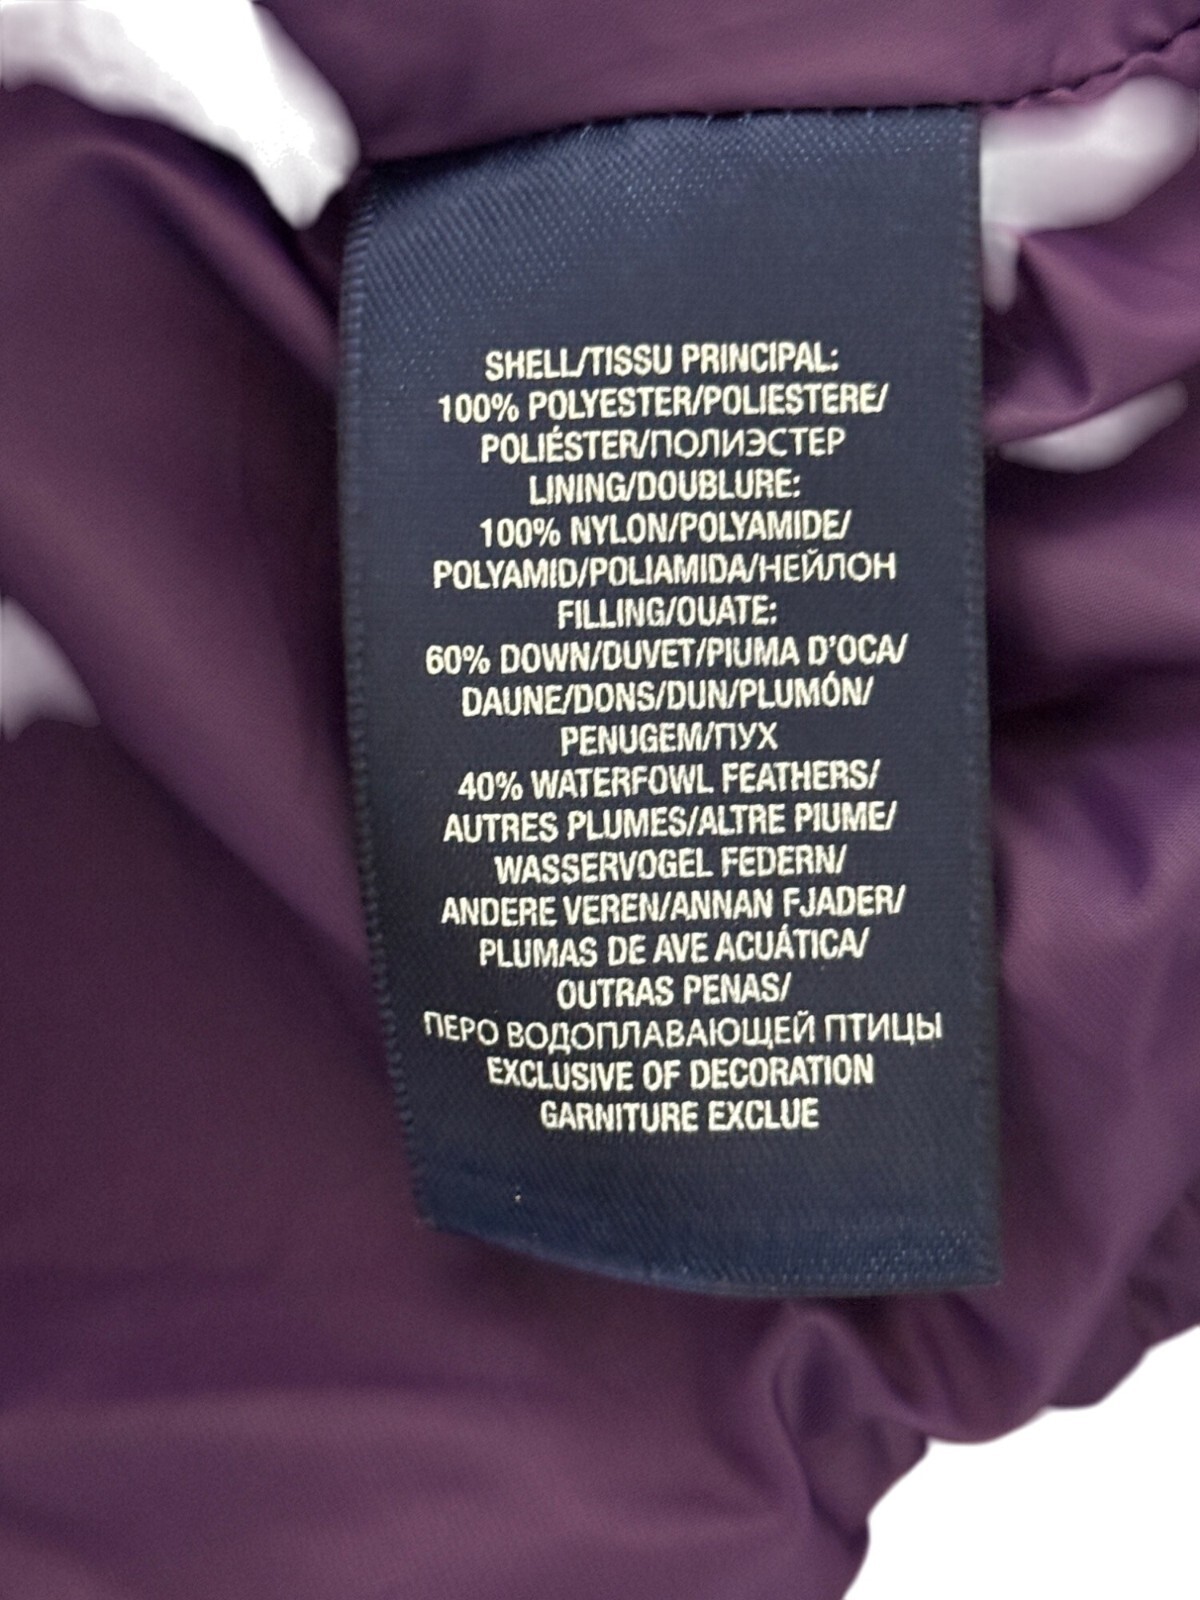 SHELL/TISSU PRINCIPAL:
100% POLYESTER/POLIESTERE/
POLIÉSTER/ПОЛИЭСТЕР
LINING/DOUBLURE:
100% NYLON/POLYAMIDE/
POLYAMID/POLIAMIDA/НЕЙЛОН
FILLING/OUATE:
60% DOWN/DUVET/PIUMA D'OCA/
DAUNE/DONS/DUN/PLUMÓN/
PENUGEM/ПУХ
40% WATERFOWL FEATHERS/
AUTRES PLUMES/ALTRE PIUME/
WASSERVOGEL FEDERN/
ANDERE VEREN/ANNAN FJADER/
PLUMAS DE AVE ACUÁTICA/
OUTRAS PENAS/
ПЕРО ВОДОПЛАВАЮЩЕЙ ПТИЦЫ
EXCLUSIVE OF DECORATION
GARNITURE EXCLUE